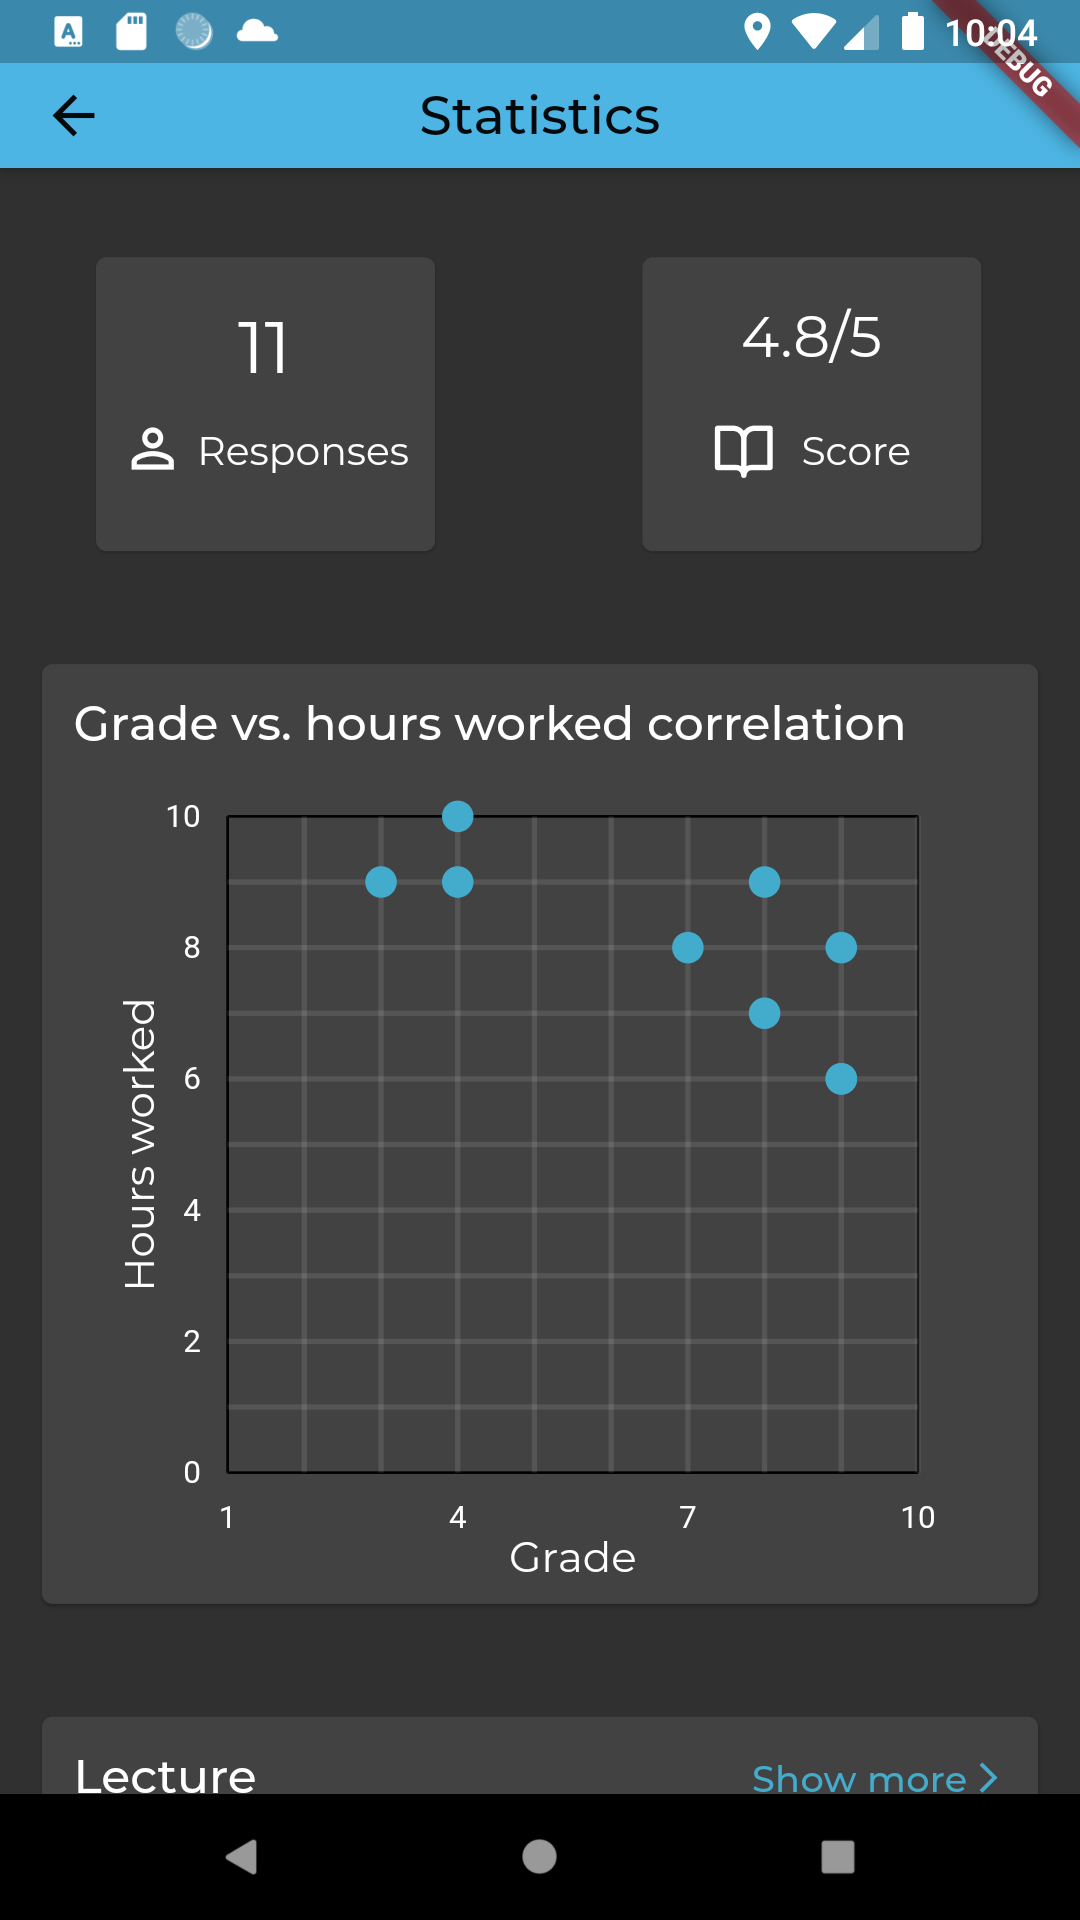 10:04
DEBUG
Statistics
11
Responses
4.8/5
Score
Grade vs. hours worked correlation
Hours worked
10
8
6
4
2
0
1 4 7 10
Grade
Lecture
Show more